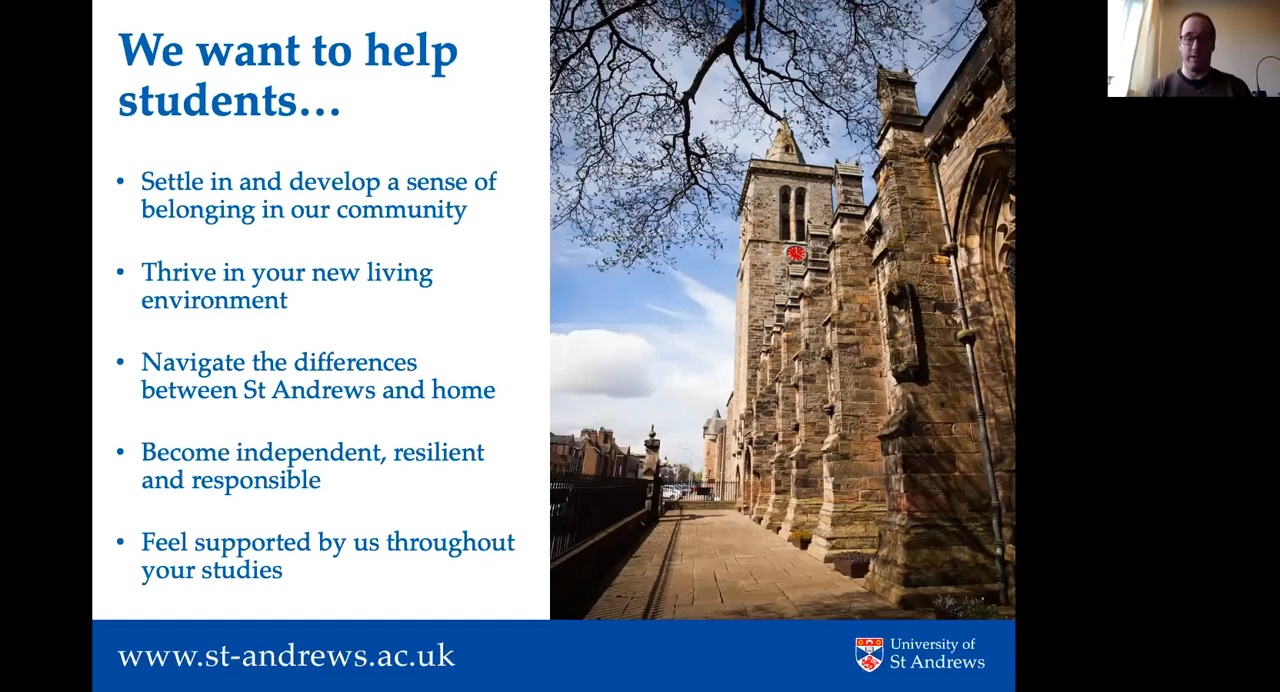 We want to help
students…
• Settle in and develop a sense of
belonging in our community
• Thrive in your new living
environment
• Navigate the differences
between St Andrews and home
• Become independent, resilient
and responsible
• Feel supported by us throughout
your studies
www.st-andrews.ac.uk
University of
St Andrews